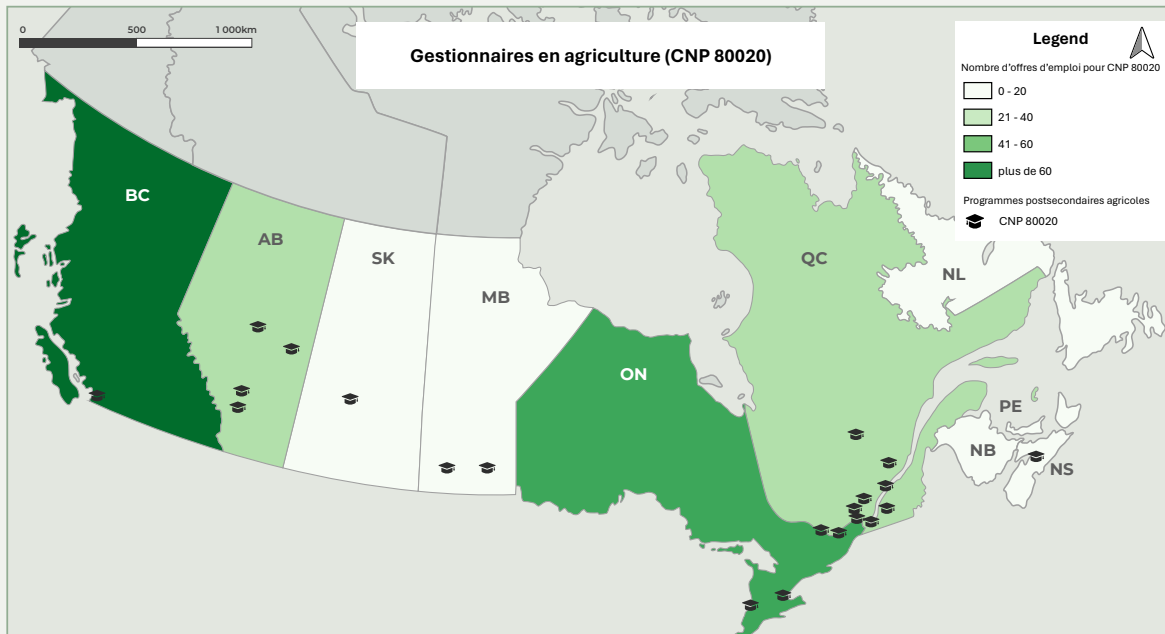 0 500 1 000km
Gestionnaires en agriculture (CNP 80020)
Legend
Nombre d'offres d'emploi pour CNP 80020
0 - 20
21 - 40
41 - 60
plus de 60
Programmes postsecondaires agricoles
CNP 80020
BC
AB
SK
MB
ON
QC
NL
PE
NB
NS